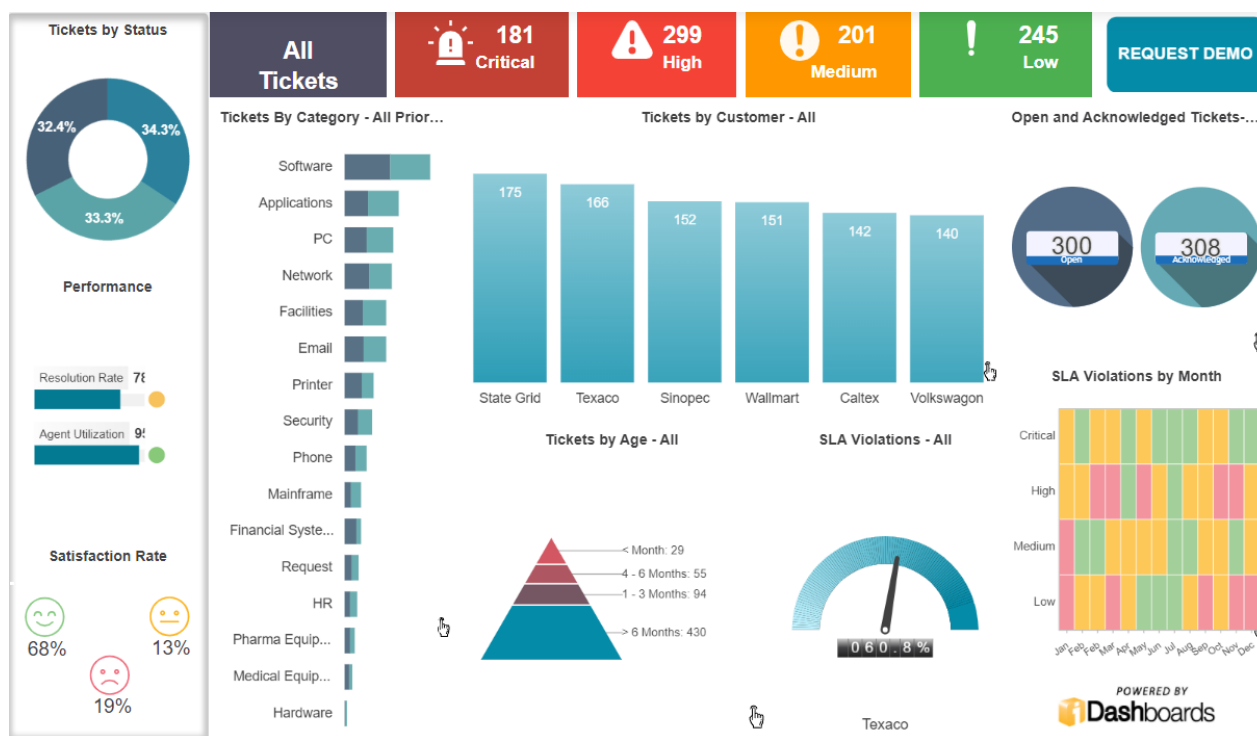 Tickets by Status
32.4%
34.3%
33.3%
Performance
Resolution Rate
Agent Utilization
Satisfaction Rate
68%
13%
19%
All
Tickets
181
Critical
299
High
201
Medium
245
Low
REQUEST DEMO
Tickets By Category - All Prior...
Software
Applications
PC
Network
Facilities
Email
Printer
Security
Phone
Mainframe
Financial Syste...
Request
HR
Pharma Equip...
Medical Equip...
Hardware
Tickets by Customer - All
175
166
152
151
142
140
State Grid
Texaco
Sinopec
Wallmart
Caltex
Volkswagon
Tickets by Age - All
< Month: 29
4 - 6 Months: 55
1 - 3 Months: 94
> 6 Months: 430
SLA Violations - All
060.8%
Texaco
Open and Acknowledged Tickets-...
300
Open
308
Acknowledged
SLA Violations by Month
Critical
High
Medium
Low
Jan
Feb
Feb
Mar
Apr
May
Jun
Jul
Aug
Sep
Oct
Nov
Dec
POWERED BY
iDashboards